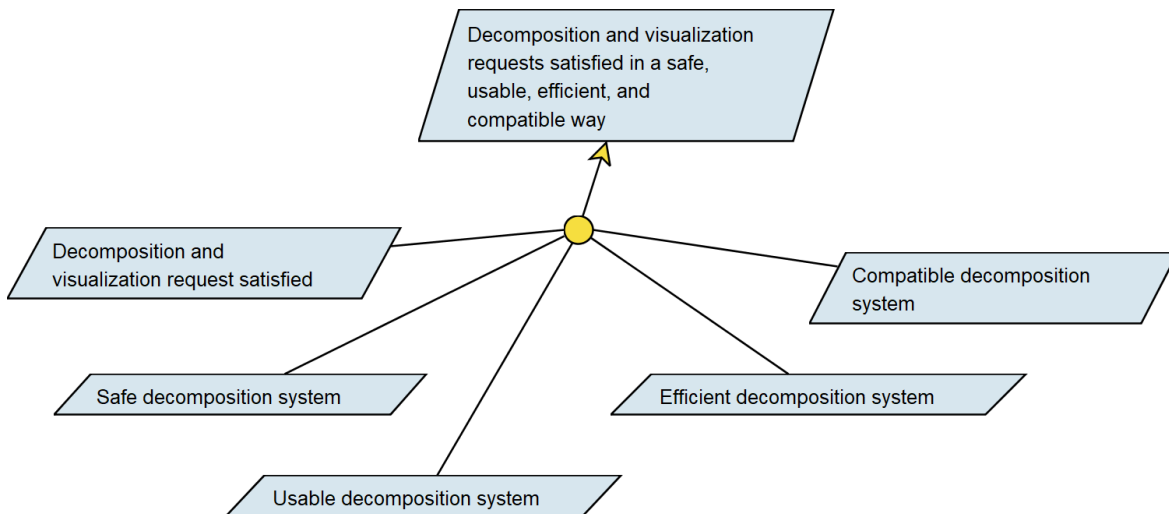 Decomposition and visualization
requests satisfied in a safe,
usable, efficient, and
compatible way
Decomposition and
visualization request satisfied
Compatible decomposition
system
Safe decomposition system
Efficient decomposition system
Usable decomposition system